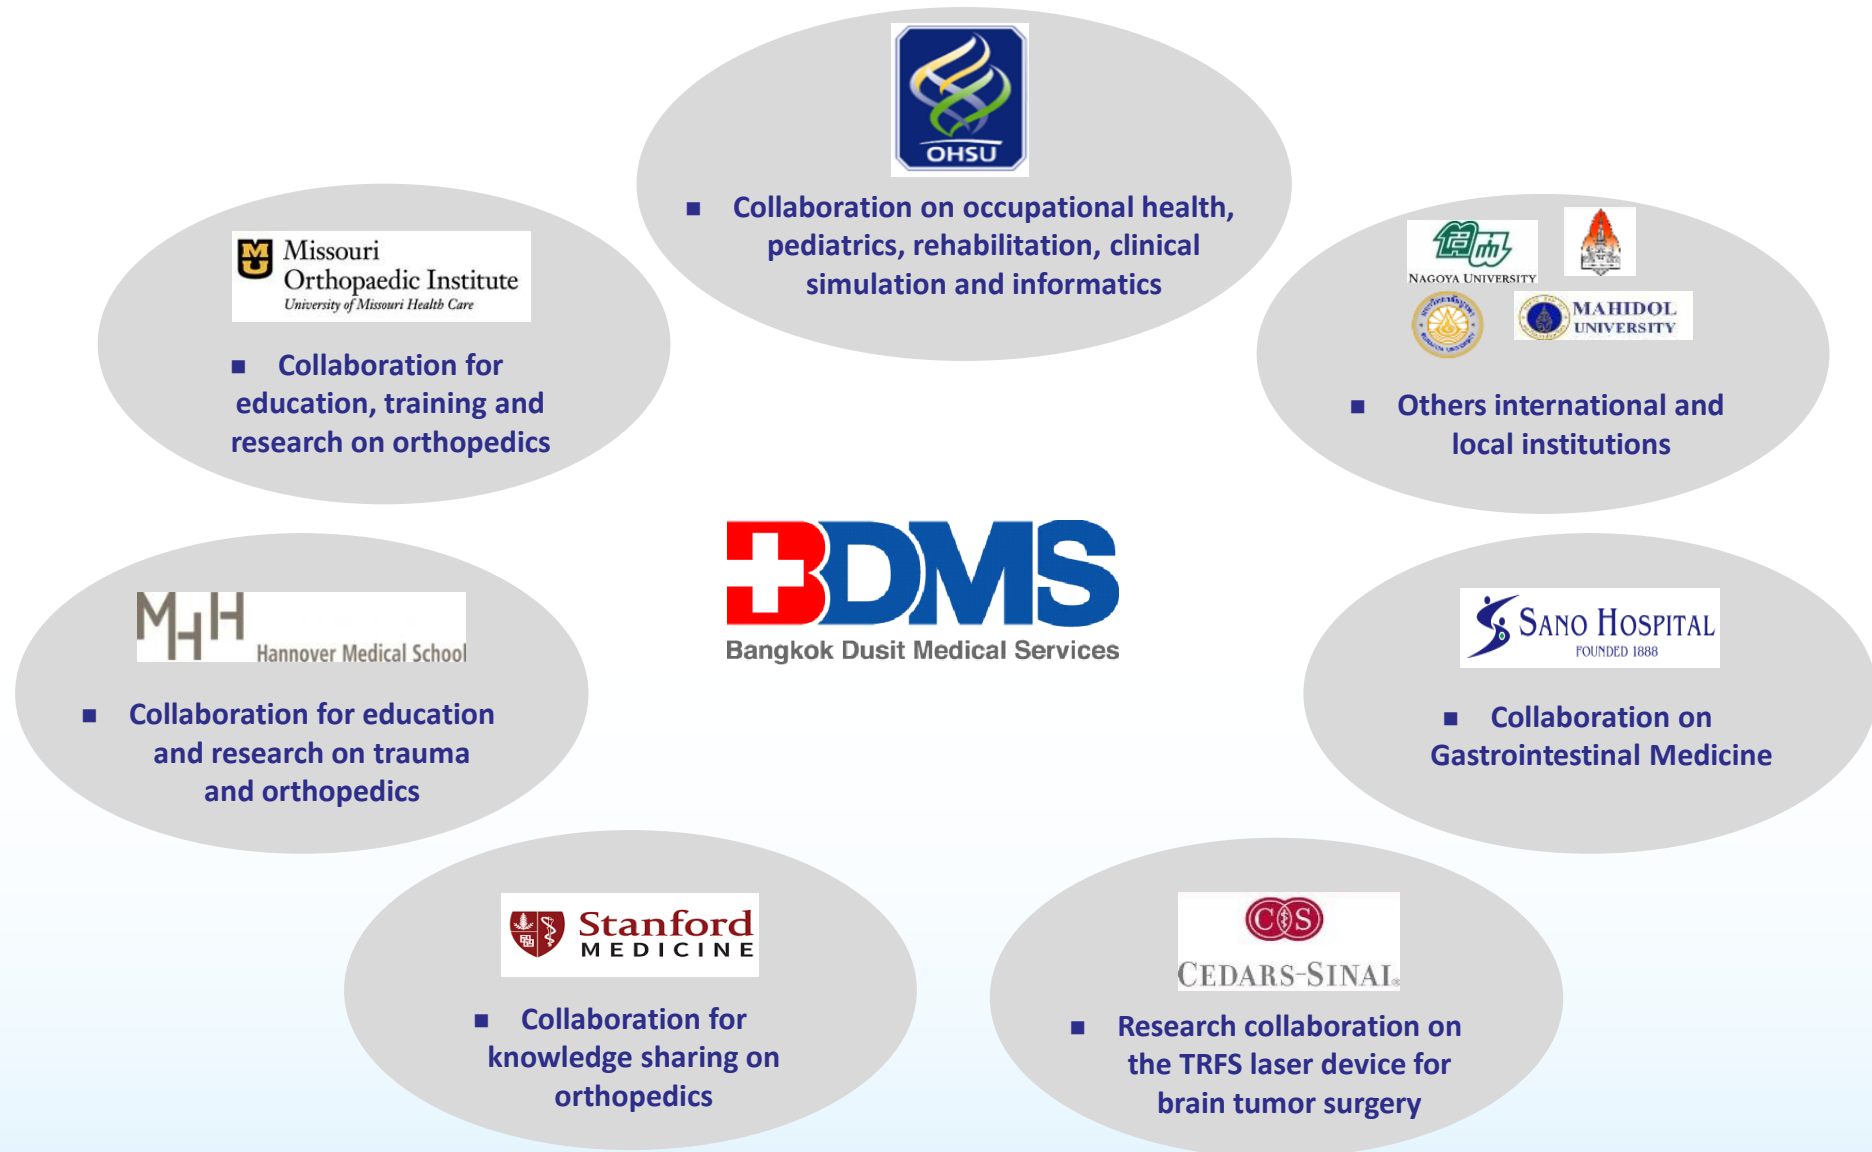 OHSU
■ Collaboration on occupational health,
pediatrics, rehabilitation, clinical
simulation and informatics
Missouri
Orthopaedic Institute
University of Missouri Health Care
■ Collaboration for
education, training and
research on orthopedics
NAGOYA UNIVERSITY
MAHIDOL
UNIVERSITY
■ Others international and
local institutions
BDMS
Bangkok Dusit Medical Services
MHH
Hannover Medical School
■ Collaboration for education
and research on trauma
and orthopedics
SANO HOSPITAL
FOUNDED 1888
■ Collaboration on
Gastrointestinal Medicine
Stanford
MEDICINE
■ Collaboration for
knowledge sharing on
orthopedics
CS
CEDARS-SINAI®
■ Research collaboration on
the TRFS laser device for
brain tumor surgery